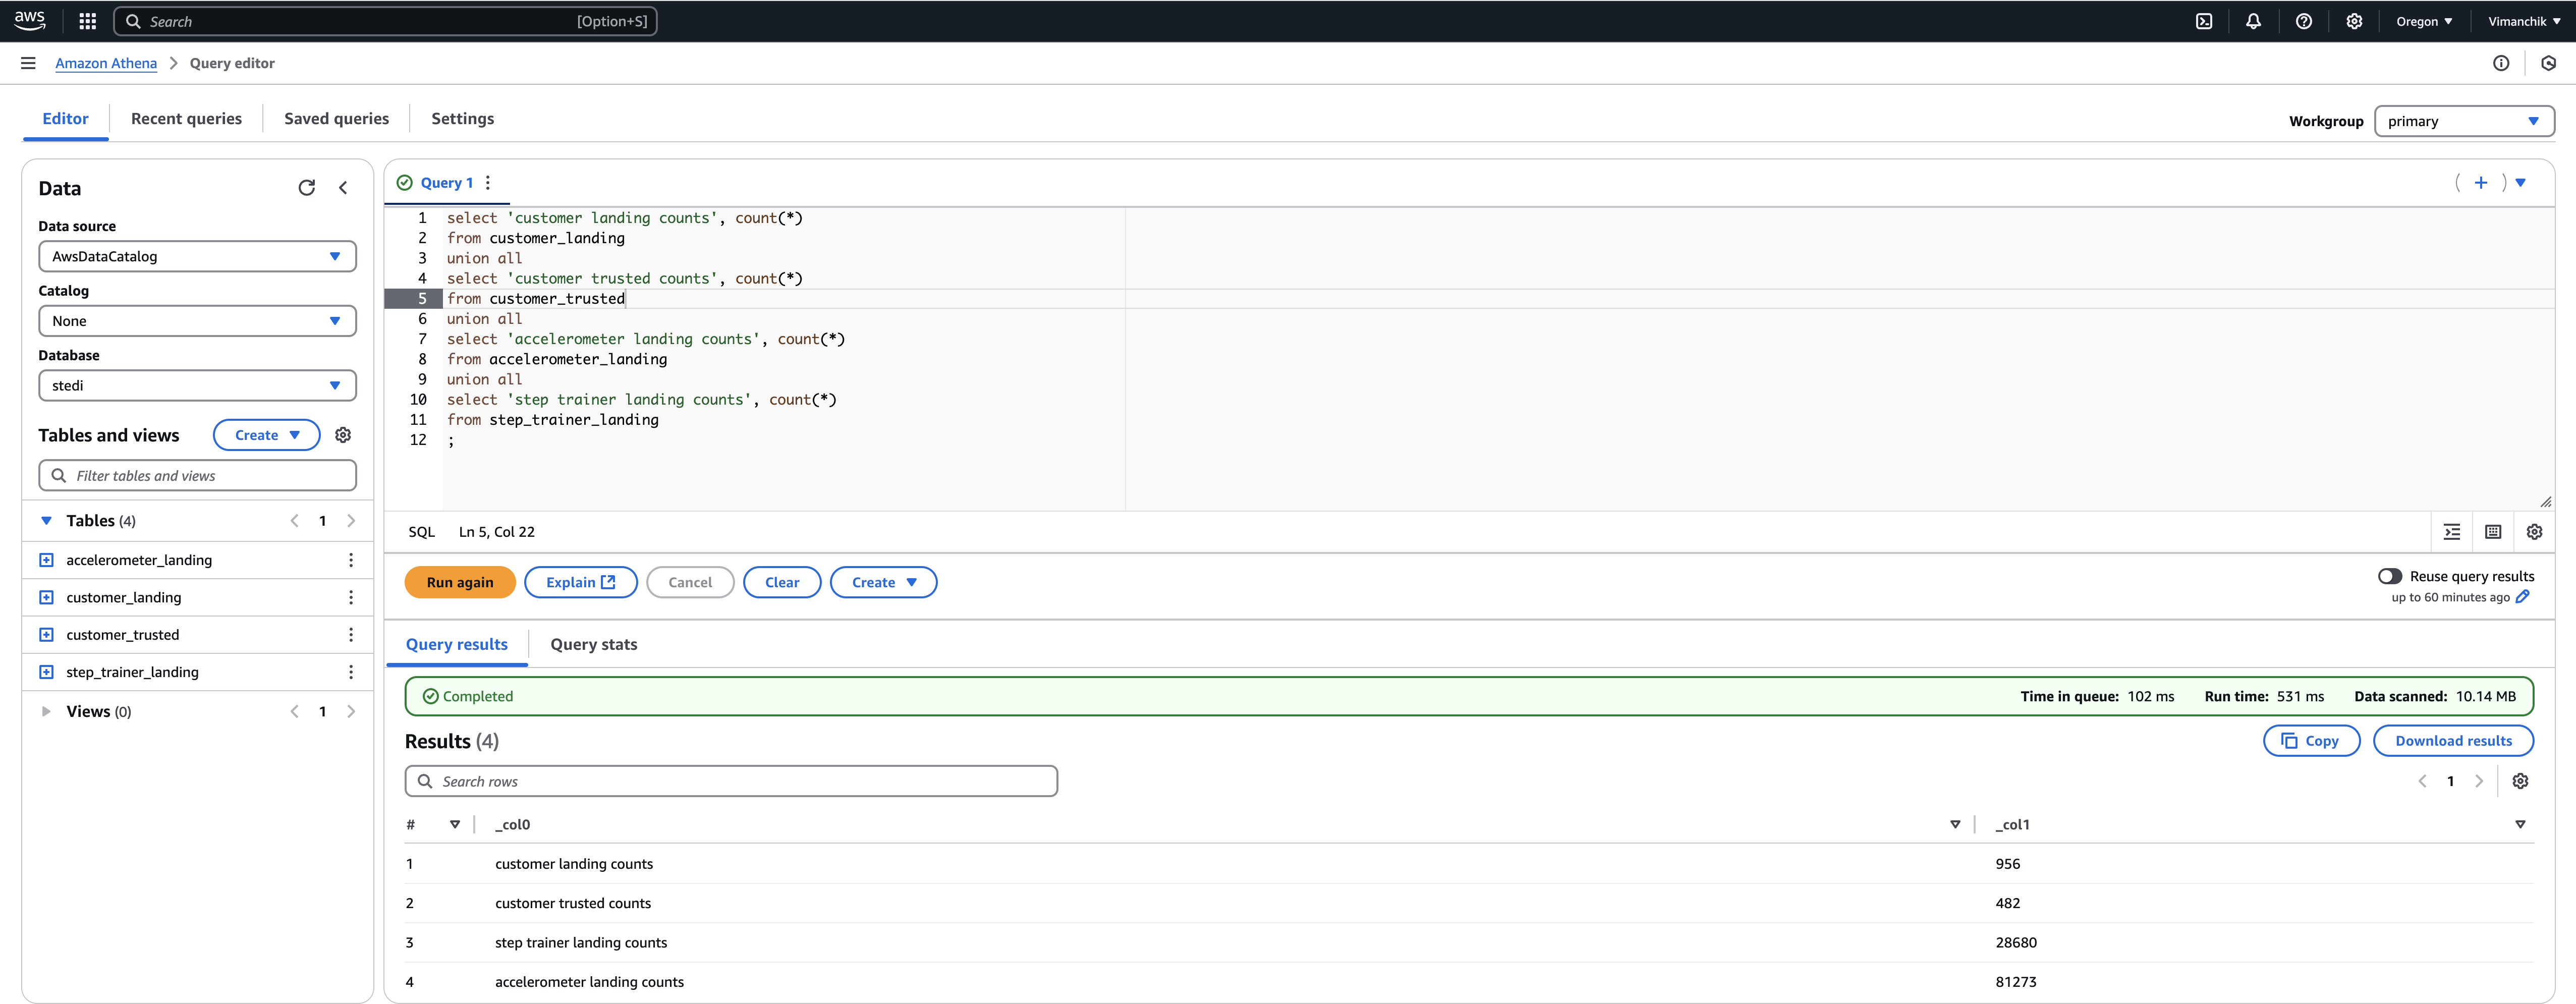 aws
Search [Option+S]
Oregon
Vimanchik
Amazon Athena
Query editor
Editor
Recent queries
Saved queries
Settings
Workgroup
primary
Data
Data source
AwsDataCatalog
Catalog
None
Database
stedi
Tables and views
Create
Filter tables and views
Tables (4)
1
accelerometer_landing
customer_landing
customer_trusted
step_trainer_landing
Views (0)
1
Query 1
1 select 'customer landing counts', count(*)
2 from customer_landing
3 union all
4 select 'customer trusted counts', count(*)
5 from customer_trusted
6 union all
7 select 'accelerometer landing counts', count(*)
8 from accelerometer_landing
9 union all
10 select 'step trainer landing counts', count(*)
11 from step_trainer_landing
12 ;
SQL Ln 5, Col 22
Run again
Explain
Cancel
Clear
Create
Reuse query results
up to 60 minutes ago
Query results
Query stats
Completed
Time in queue: 102 ms Run time: 531 ms Data scanned: 10.14 MB
Results (4)
Copy
Download results
Search rows
1
# _col0 _col1
1 customer landing counts 956
2 customer trusted counts 482
3 step trainer landing counts 28680
4 accelerometer landing counts 81273